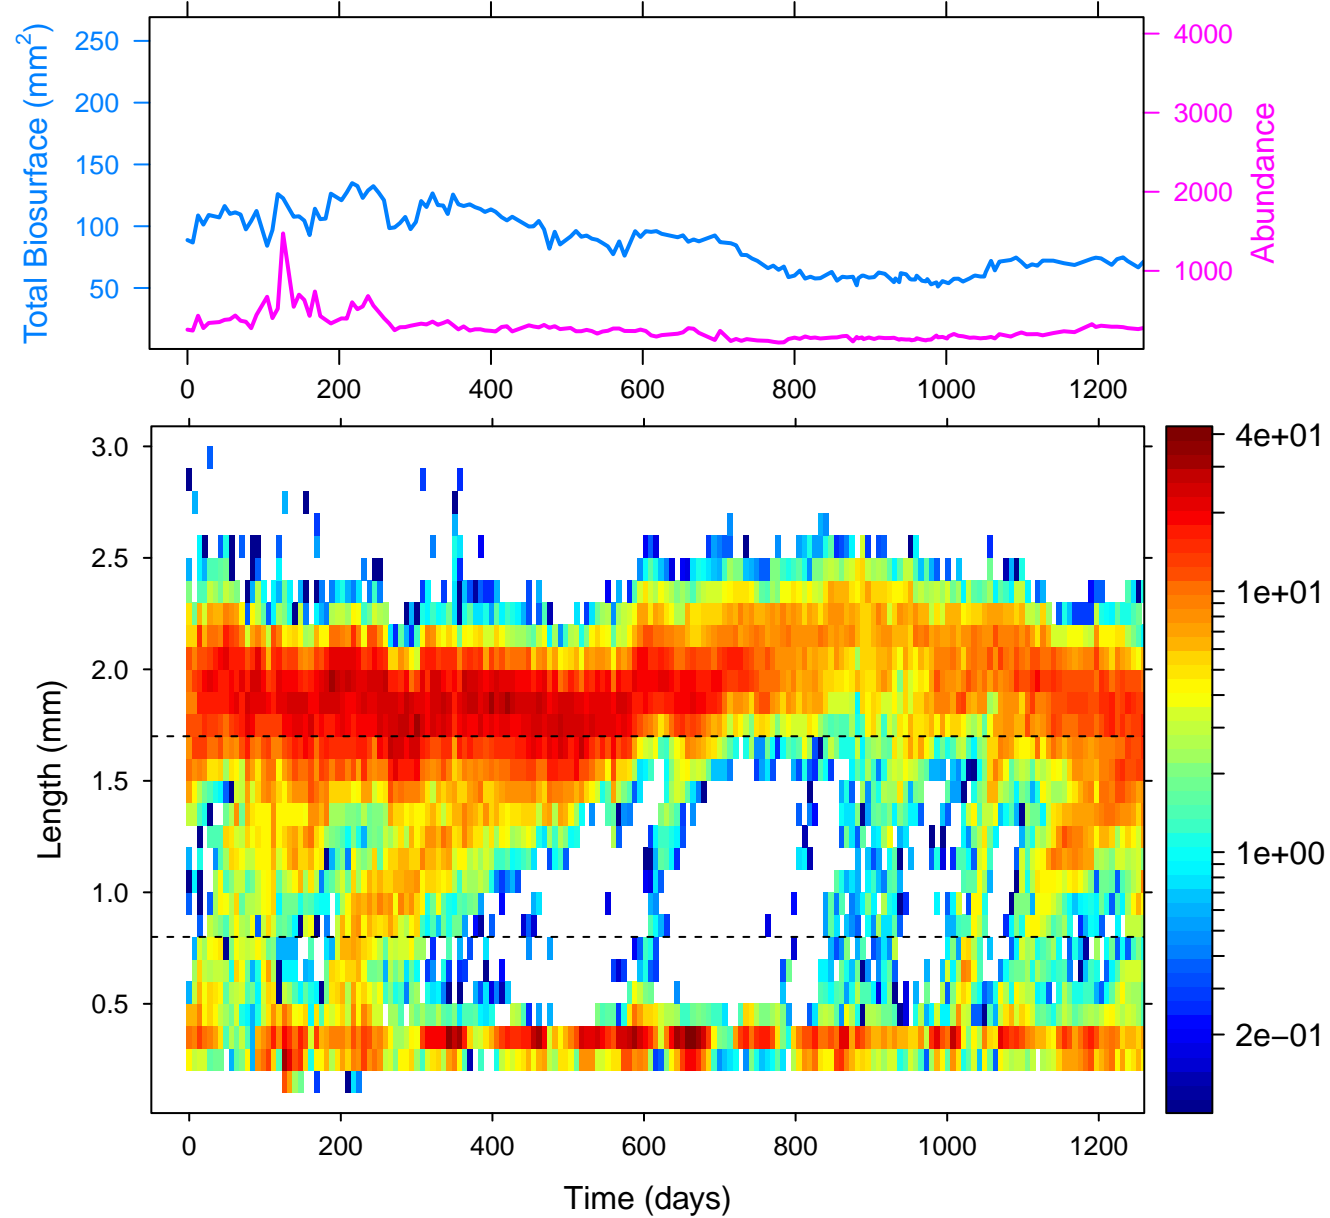 Total Biosurface (mm²)
250
200
150
100
50
4000
3000
2000
1000
Abundance
0 200 400 600 800 1000 1200
Length (mm)
3.0
2.5
2.0
1.5
1.0
0.5
4e+01
1e+01
1e+00
2e−01
0 200 400 600 800 1000 1200
Time (days)